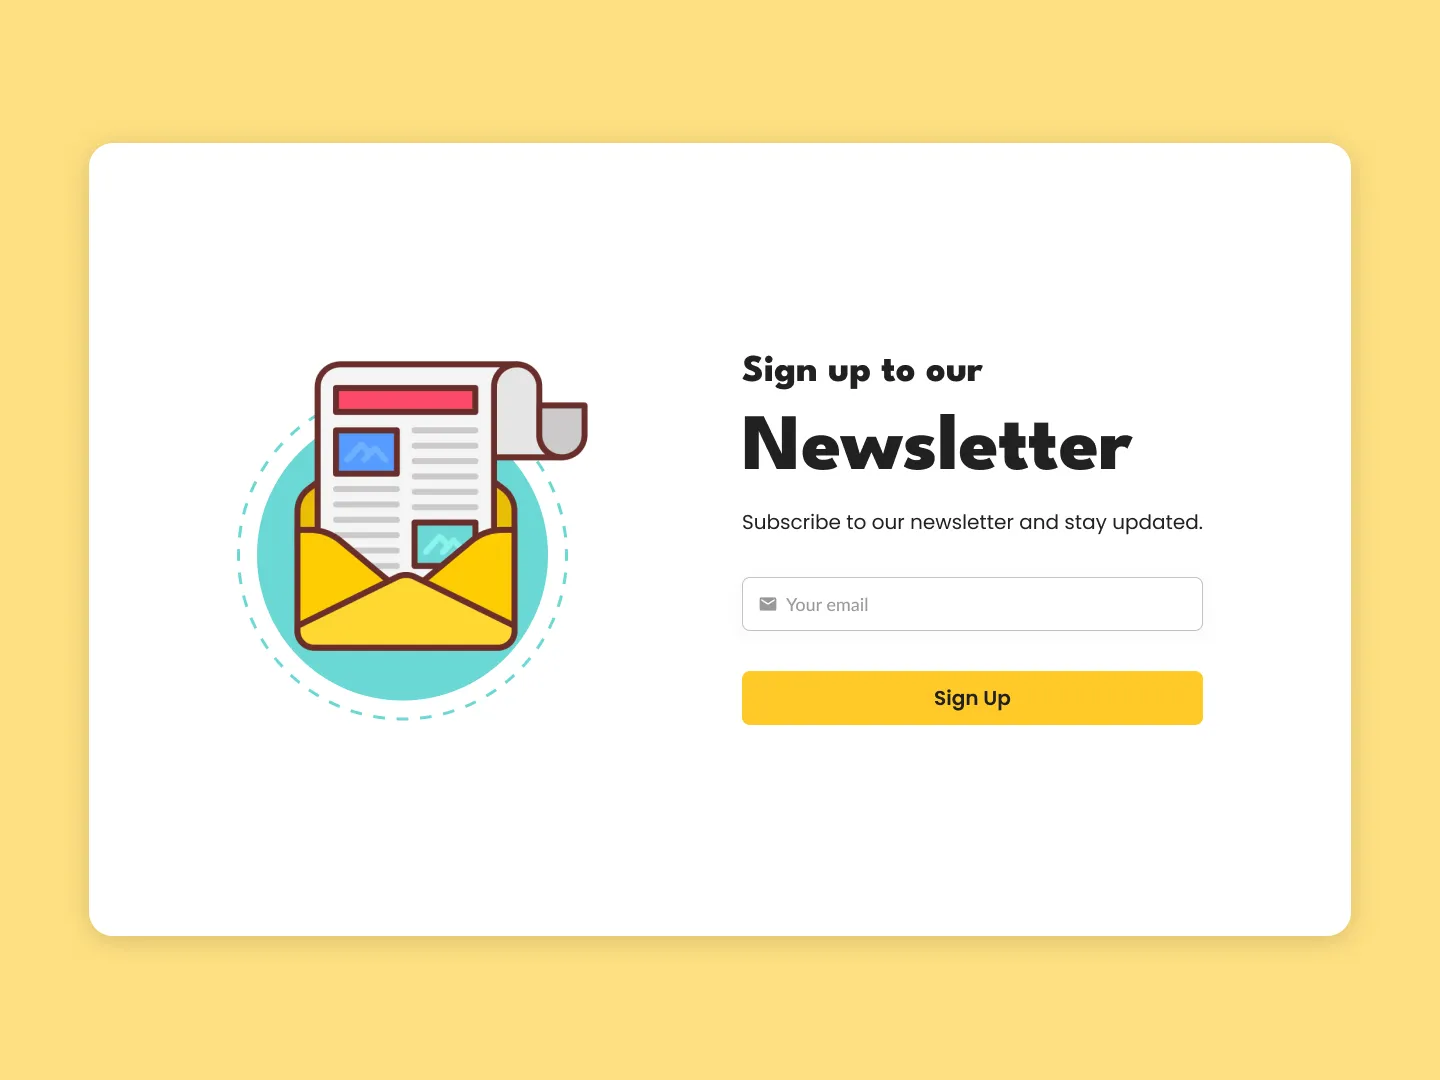 Sign up to our
Newsletter
Subscribe to our newsletter and stay updated.
Your email
Sign Up